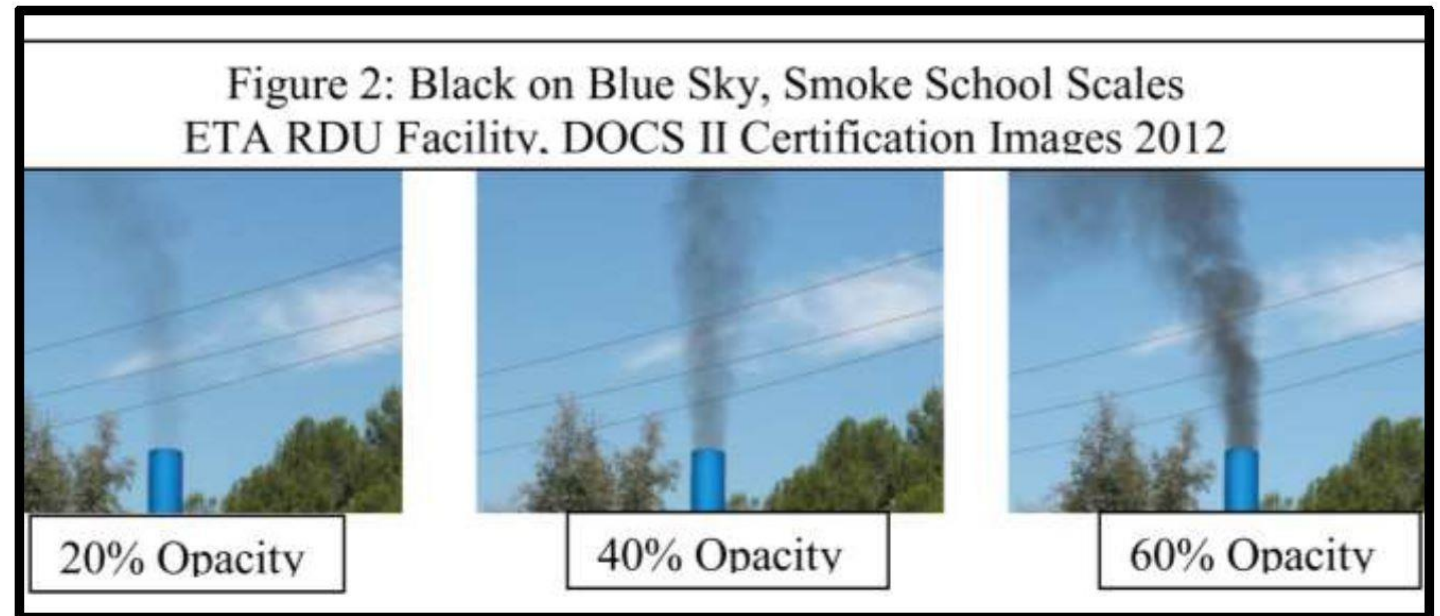 Figure 2: Black on Blue Sky, Smoke School Scales
ETA RDU Facility, DOCS II Certification Images 2012
20% Opacity
40% Opacity
60% Opacity